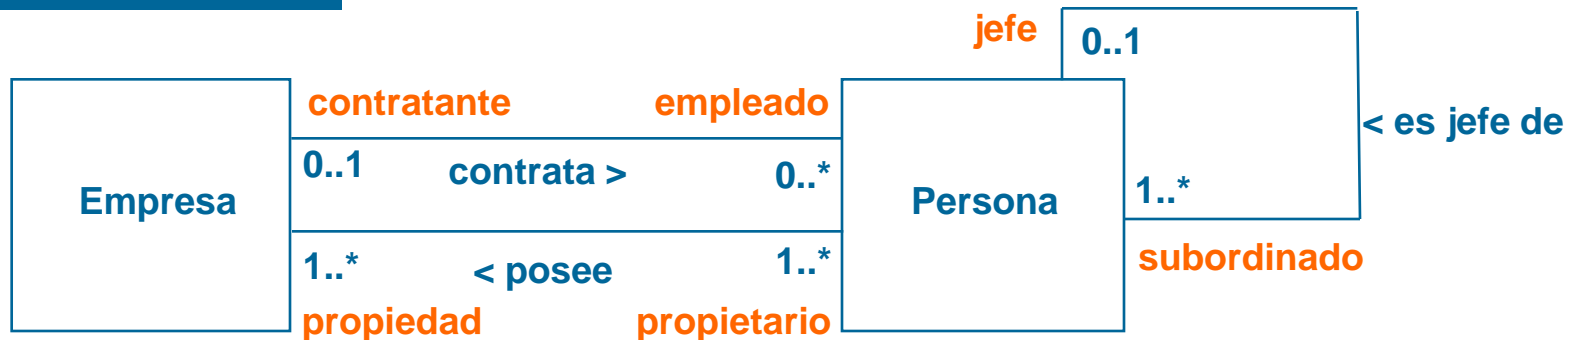 jefe
0..1
contratante
empleado
< es jefe de
0..1
contrata >
0..*
Empresa
Persona
1..*
1..*
< posee
1..*
subordinado
propiedad
propietario